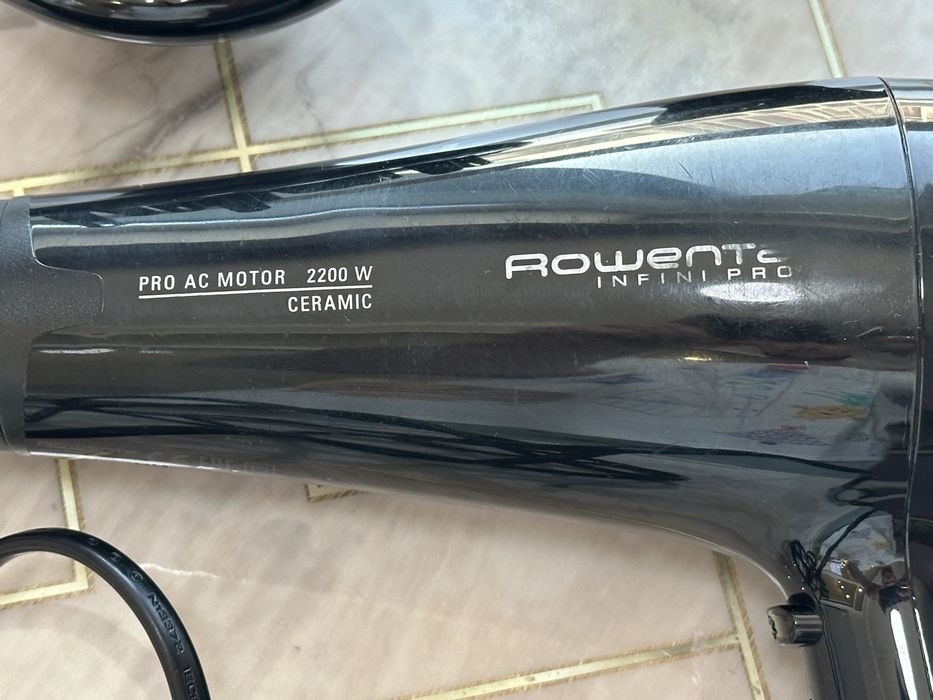 PRO AC MOTOR 2200 W
CERAMIC
ROWENTA
INFINI PRO